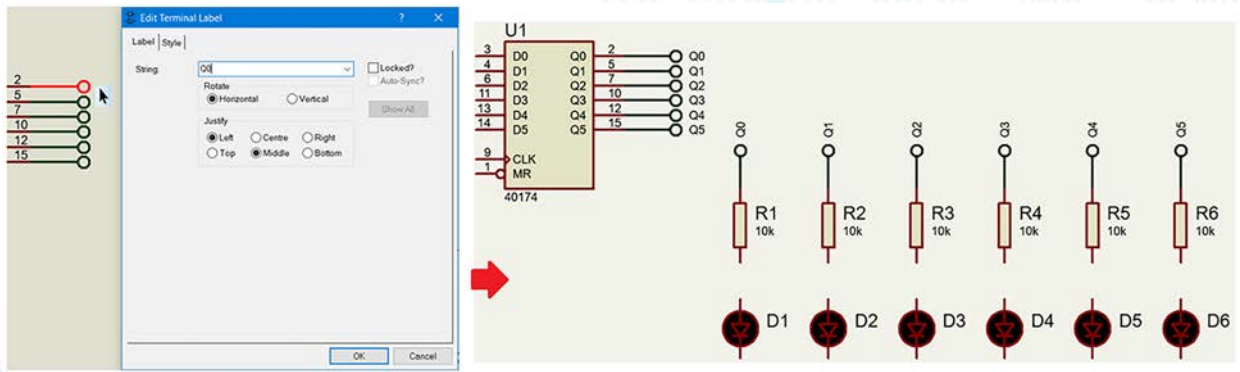 Edit Terminal Label ? ×
Label Style
String: Q0
Locked?
Auto-Sync?
Show All
Rotate
Horizontal Vertical
Justify
Left Centre Right
Top Middle Bottom
OK Cancel
2
5
7
10
12
15
U1
3 D0 Q0 2 Q0
4 D1 Q1 5 Q1
6 D2 Q2 7 Q2
11 D3 Q3 10 Q3
13 D4 Q4 12 Q4
14 D5 Q5 15 Q5
9 CLK
1 MR
40174
Q0 Q1 Q2 Q3 Q4 Q5
R1 R2 R3 R4 R5 R6
10k 10k 10k 10k 10k 10k
D1 D2 D3 D4 D5 D6